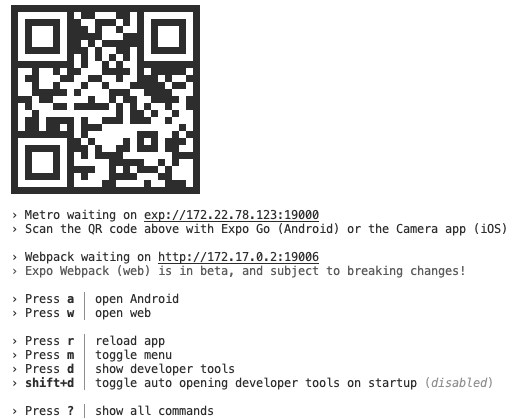 › Metro waiting on exp://172.22.78.123:19000
› Scan the QR code above with Expo Go (Android) or the Camera app (iOS)
› Webpack waiting on http://172.17.0.2:19006
› Expo Webpack (web) is in beta, and subject to breaking changes!
› Press a │ open Android
› Press w │ open web
› Press r │ reload app
› Press m │ toggle menu
› Press d │ show developer tools
› shift+d │ toggle auto opening developer tools on startup (disabled)
› Press ? │ show all commands